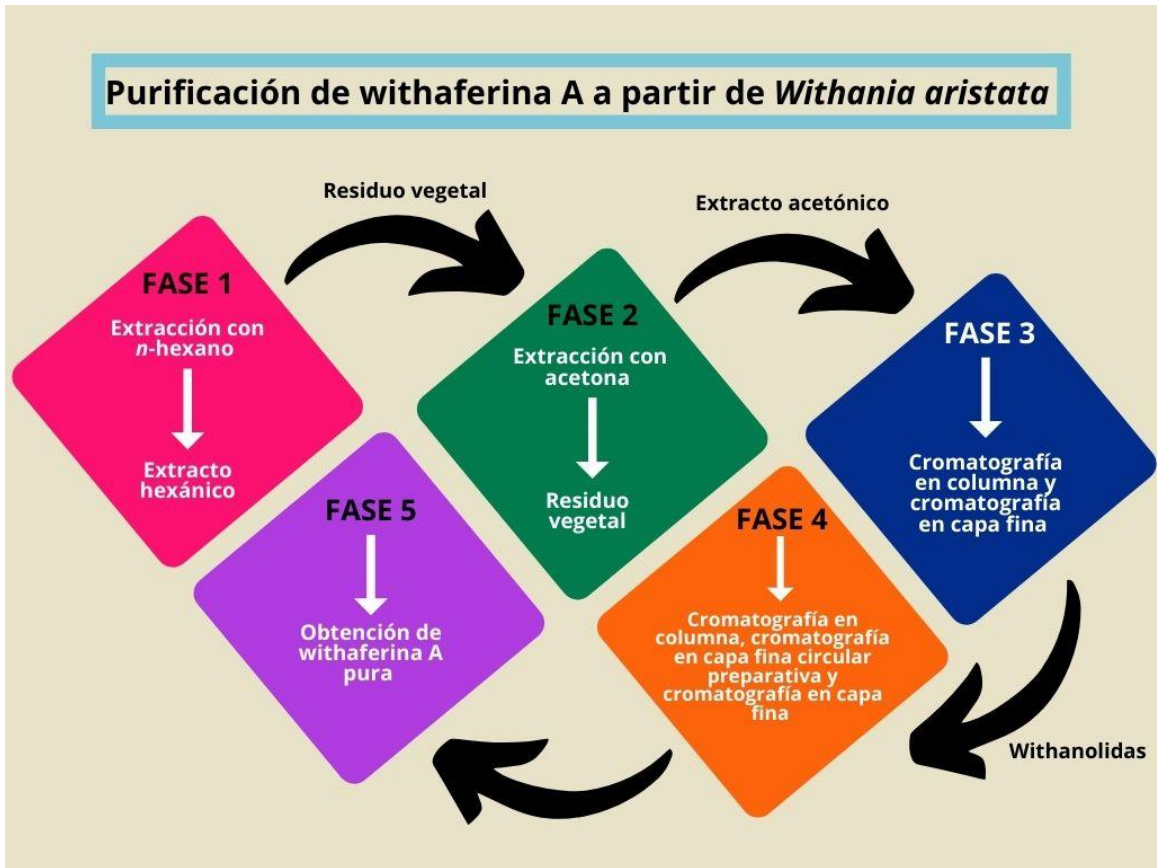 Purificación de withaferina A a partir de Withania aristata
Residuo vegetal
Extracto acetónico
FASE 1
Extracción con
n-hexano
Extracto
hexánico
FASE 2
Extracción con
acetona
Residuo
vegetal
FASE 3
Cromatografía
en columna y
cromatografía
en capa fina
FASE 4
Cromatografía en
columna, cromatografía
en capa fina circular
preparativa y
cromatografía en capa
fina
Withanolidas
FASE 5
Obtención de
withaferina A
pura